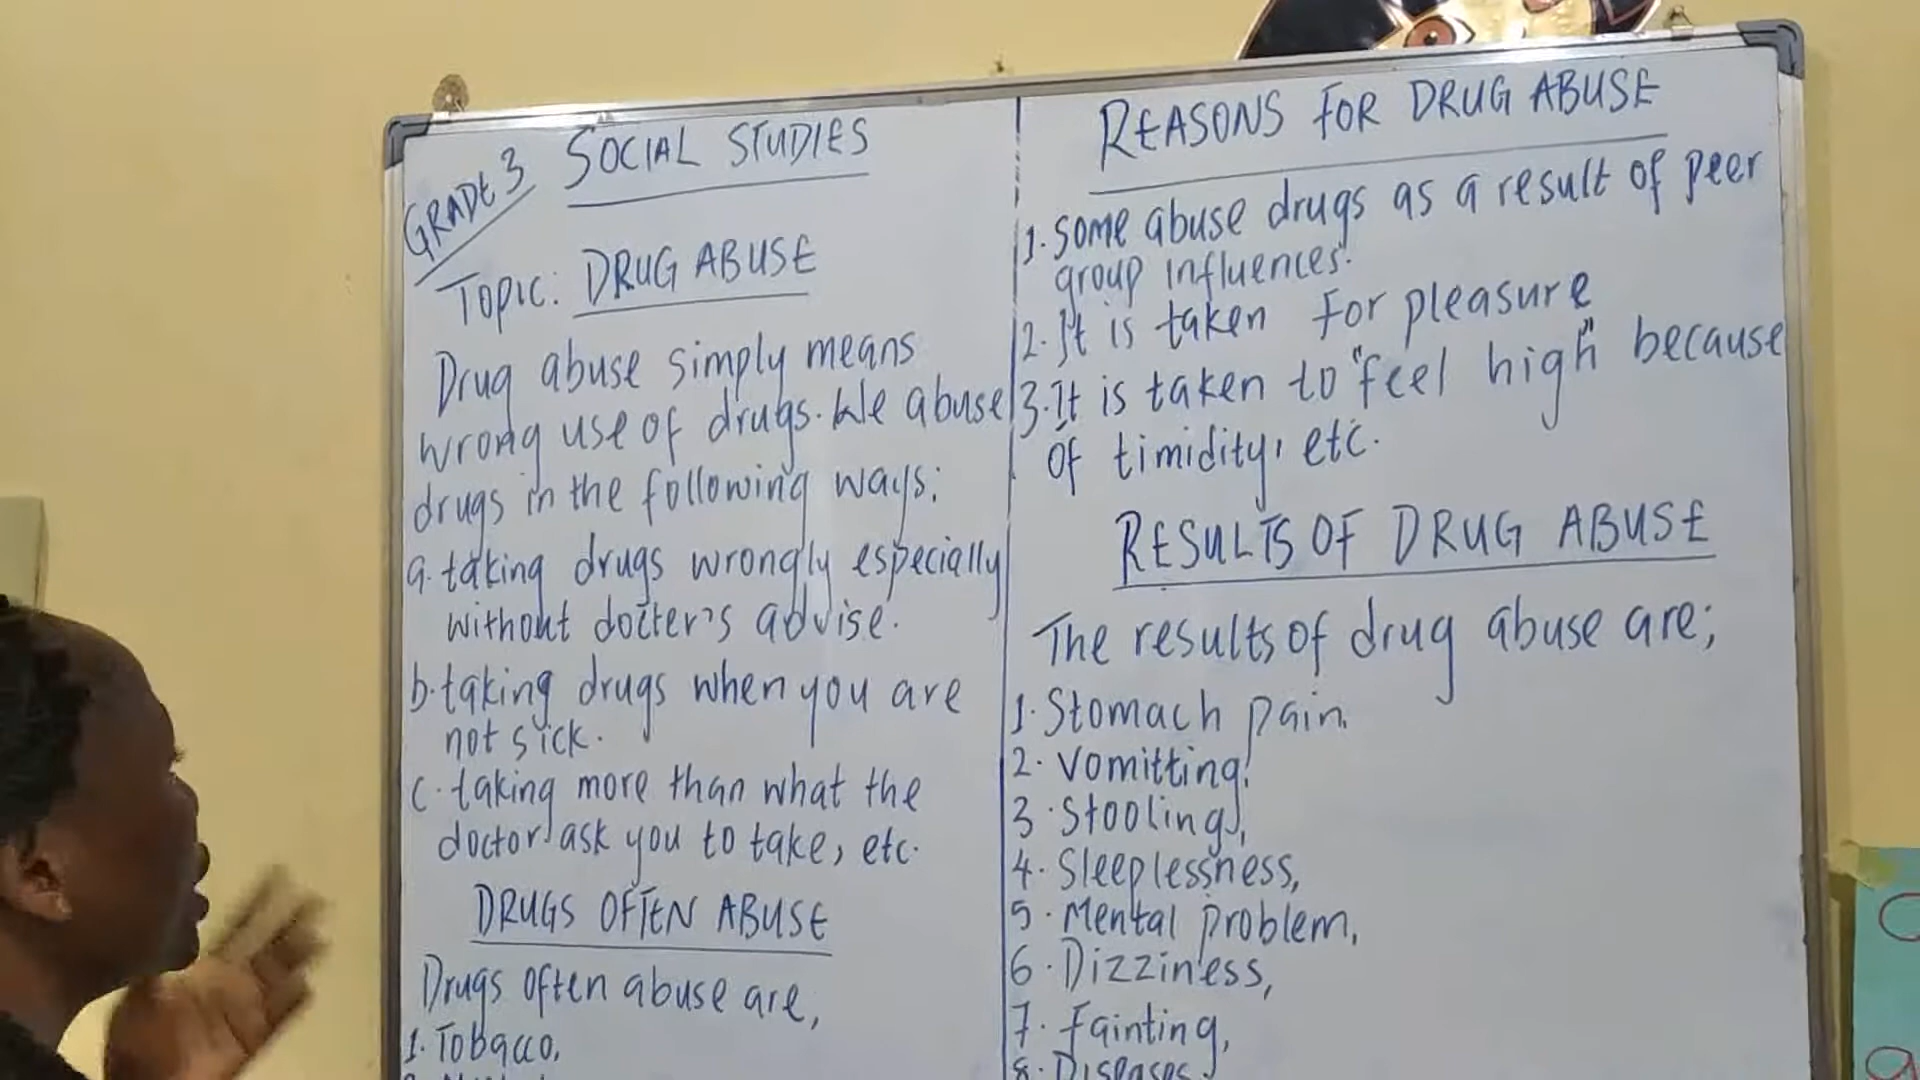 GRADE 3
SOCIAL STUDIES
Topic: DRUG ABUSE
Drug abuse simply means
wrong use of drugs. We abuse
drugs in the following ways;
a. taking drugs wrongly especially
without docter's advise.
b. taking drugs when you are
not sick.
c. taking more than what the
doctor ask you to take, etc.
DRUGS OFTEN ABUSE
Drugs often abuse are,
1. Tobacco,
REASONS FOR DRUG ABUSE
1. Some abuse drugs as a result of peer
group influences.
2. It is taken for pleasure
3. It is taken to "feel high" because
of timidity, etc.
RESULTS OF DRUG ABUSE
The results of drug abuse are;
1. Stomach pain.
2. Vomitting,
3. Stooling,
4. Sleeplessness,
5. Mental problem,
6. Dizziness,
7. Fainting,
8. Diseases,